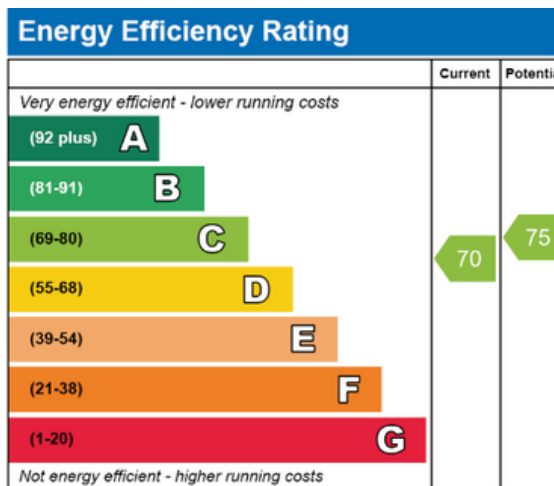 Energy Efficiency Rating
Current Potentia
Very energy efficient - lower running costs
(92 plus) A
(81-91) B
(69-80) C
75
70
(55-68) D
(39-54) E
(21-38) F
(1-20) G
Not energy efficient - higher running costs